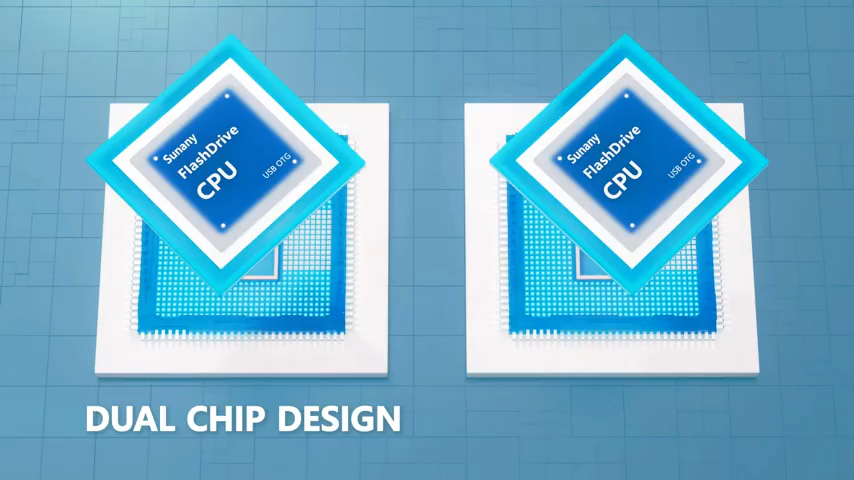 Sunany
FlashDrive
CPU
USB OTG
Sunany
FlashDrive
CPU
USB OTG
DUAL CHIP DESIGN